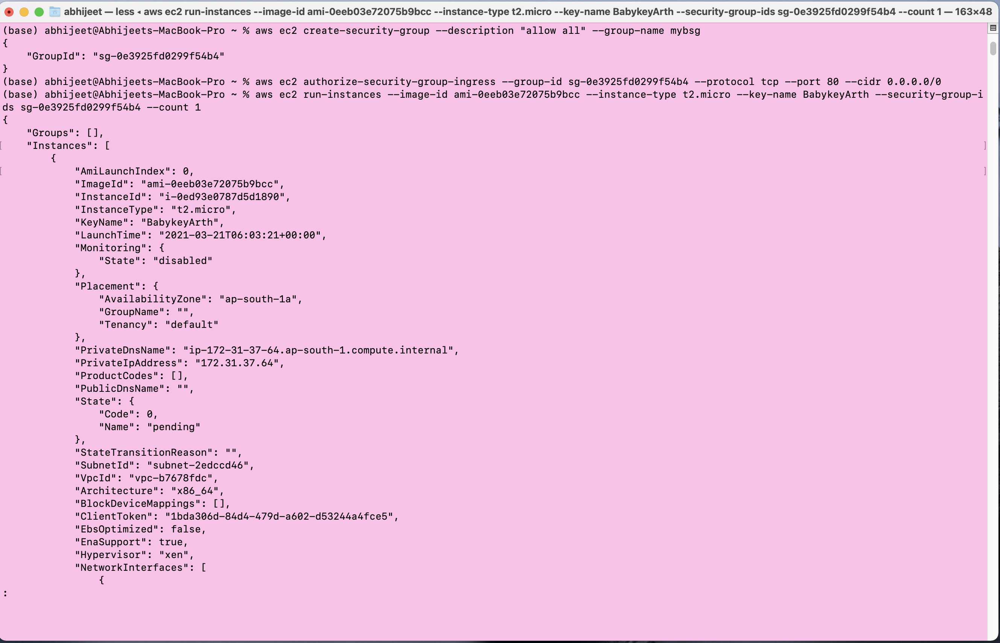 abhijeet — less ◂ aws ec2 run-instances --image-id ami-0eeb03e72075b9bcc --instance-type t2.micro --key-name BabykeyArth --security-group-ids sg-0e3925fd0299f54b4 --count 1 — 163×48
(base) abhijeet@Abhijeets-MacBook-Pro ~ % aws ec2 create-security-group --description "allow all" --group-name mybsg
{
    "GroupId": "sg-0e3925fd0299f54b4"
}
(base) abhijeet@Abhijeets-MacBook-Pro ~ % aws ec2 authorize-security-group-ingress --group-id sg-0e3925fd0299f54b4 --protocol tcp --port 80 --cidr 0.0.0.0/0
(base) abhijeet@Abhijeets-MacBook-Pro ~ % aws ec2 run-instances --image-id ami-0eeb03e72075b9bcc --instance-type t2.micro --key-name BabykeyArth --security-group-i
ds sg-0e3925fd0299f54b4 --count 1
{
    "Groups": [],
[    "Instances": [    ]
        {
[            "AmiLaunchIndex": 0,    ]
            "ImageId": "ami-0eeb03e72075b9bcc",
            "InstanceId": "i-0ed93e0787d5d1890",
            "InstanceType": "t2.micro",
            "KeyName": "BabykeyArth",
            "LaunchTime": "2021-03-21T06:03:21+00:00",
            "Monitoring": {
                "State": "disabled"
            },
            "Placement": {
                "AvailabilityZone": "ap-south-1a",
                "GroupName": "",
                "Tenancy": "default"
            },
            "PrivateDnsName": "ip-172-31-37-64.ap-south-1.compute.internal",
            "PrivateIpAddress": "172.31.37.64",
            "ProductCodes": [],
            "PublicDnsName": "",
            "State": {
                "Code": 0,
                "Name": "pending"
            },
            "StateTransitionReason": "",
            "SubnetId": "subnet-2edccd46",
            "VpcId": "vpc-b7678fdc",
            "Architecture": "x86_64",
            "BlockDeviceMappings": [],
            "ClientToken": "1bda306d-84d4-479d-a602-d53244a4fce5",
            "EbsOptimized": false,
            "EnaSupport": true,
            "Hypervisor": "xen",
            "NetworkInterfaces": [
                {
: